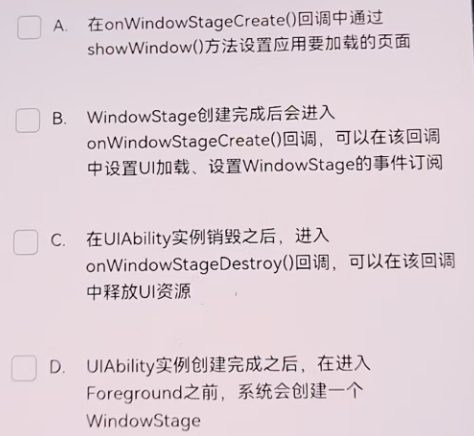 A. 在onWindowStageCreate()回调中通过
showWindow()方法设置应用要加载的页面
B. WindowStage创建完成后会进入
onWindowStageCreate()回调，可以在该回调
中设置UI加载、设置WindowStage的事件订阅
C. 在UIAbility实例销毁之后，进入
onWindowStageDestroy()回调，可以在该回调
中释放UI资源
D. UIAbility实例创建完成之后，在进入
Foreground之前，系统会创建一个
WindowStage